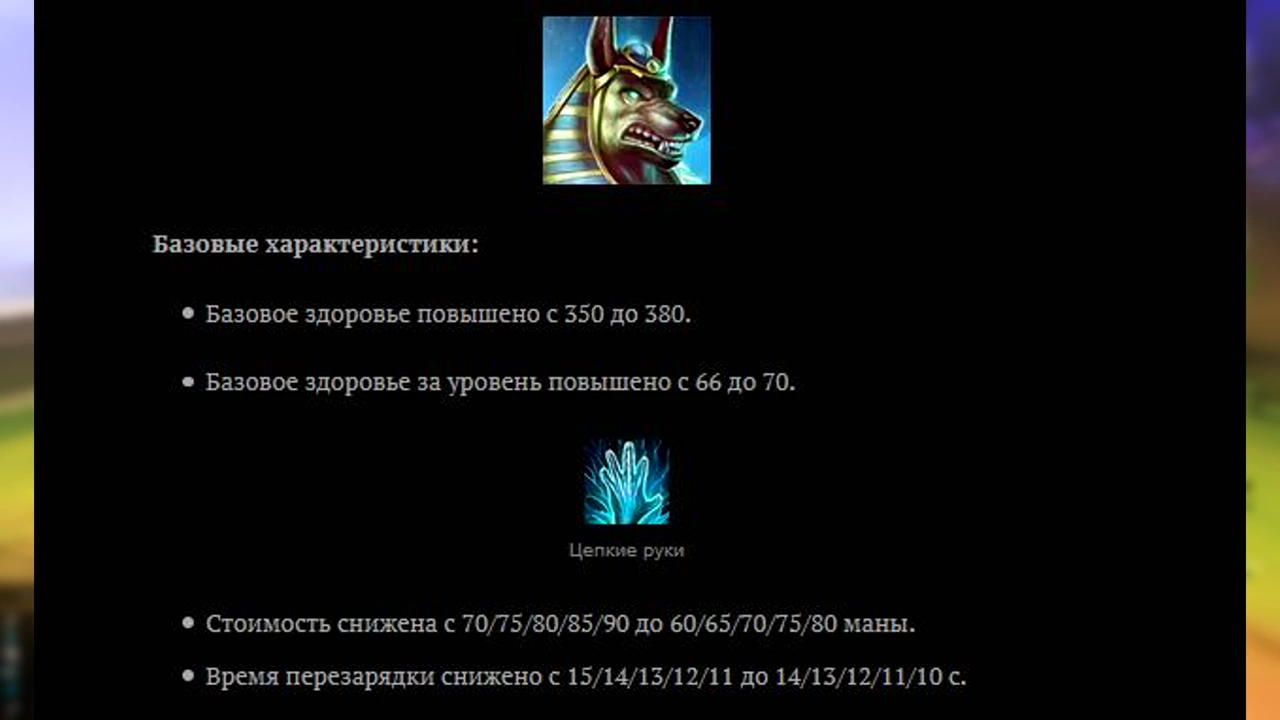 Базовые характеристики:
Базовое здоровье повышено с 350 до 380.
Базовое здоровье за уровень повышено с 66 до 70.
Цепкие руки
Стоимость снижена с 70/75/80/85/90 до 60/65/70/75/80 маны.
Время перезарядки снижено с 15/14/13/12/11 до 14/13/12/11/10 с.